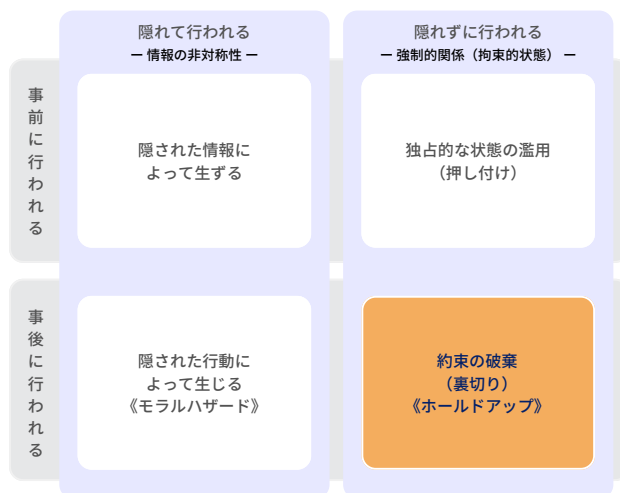 隠れて行われる
ー 情報の非対称性 ー
隠れずに行われる
ー 強制的関係（拘束的状態） ー
事前に行われる
隠された情報に
よって生ずる
独占的な状態の濫用
（押し付け）
事後に行われる
隠された行動に
よって生じる
《モラルハザード》
約束の破棄
（裏切り）
《ホールドアップ》